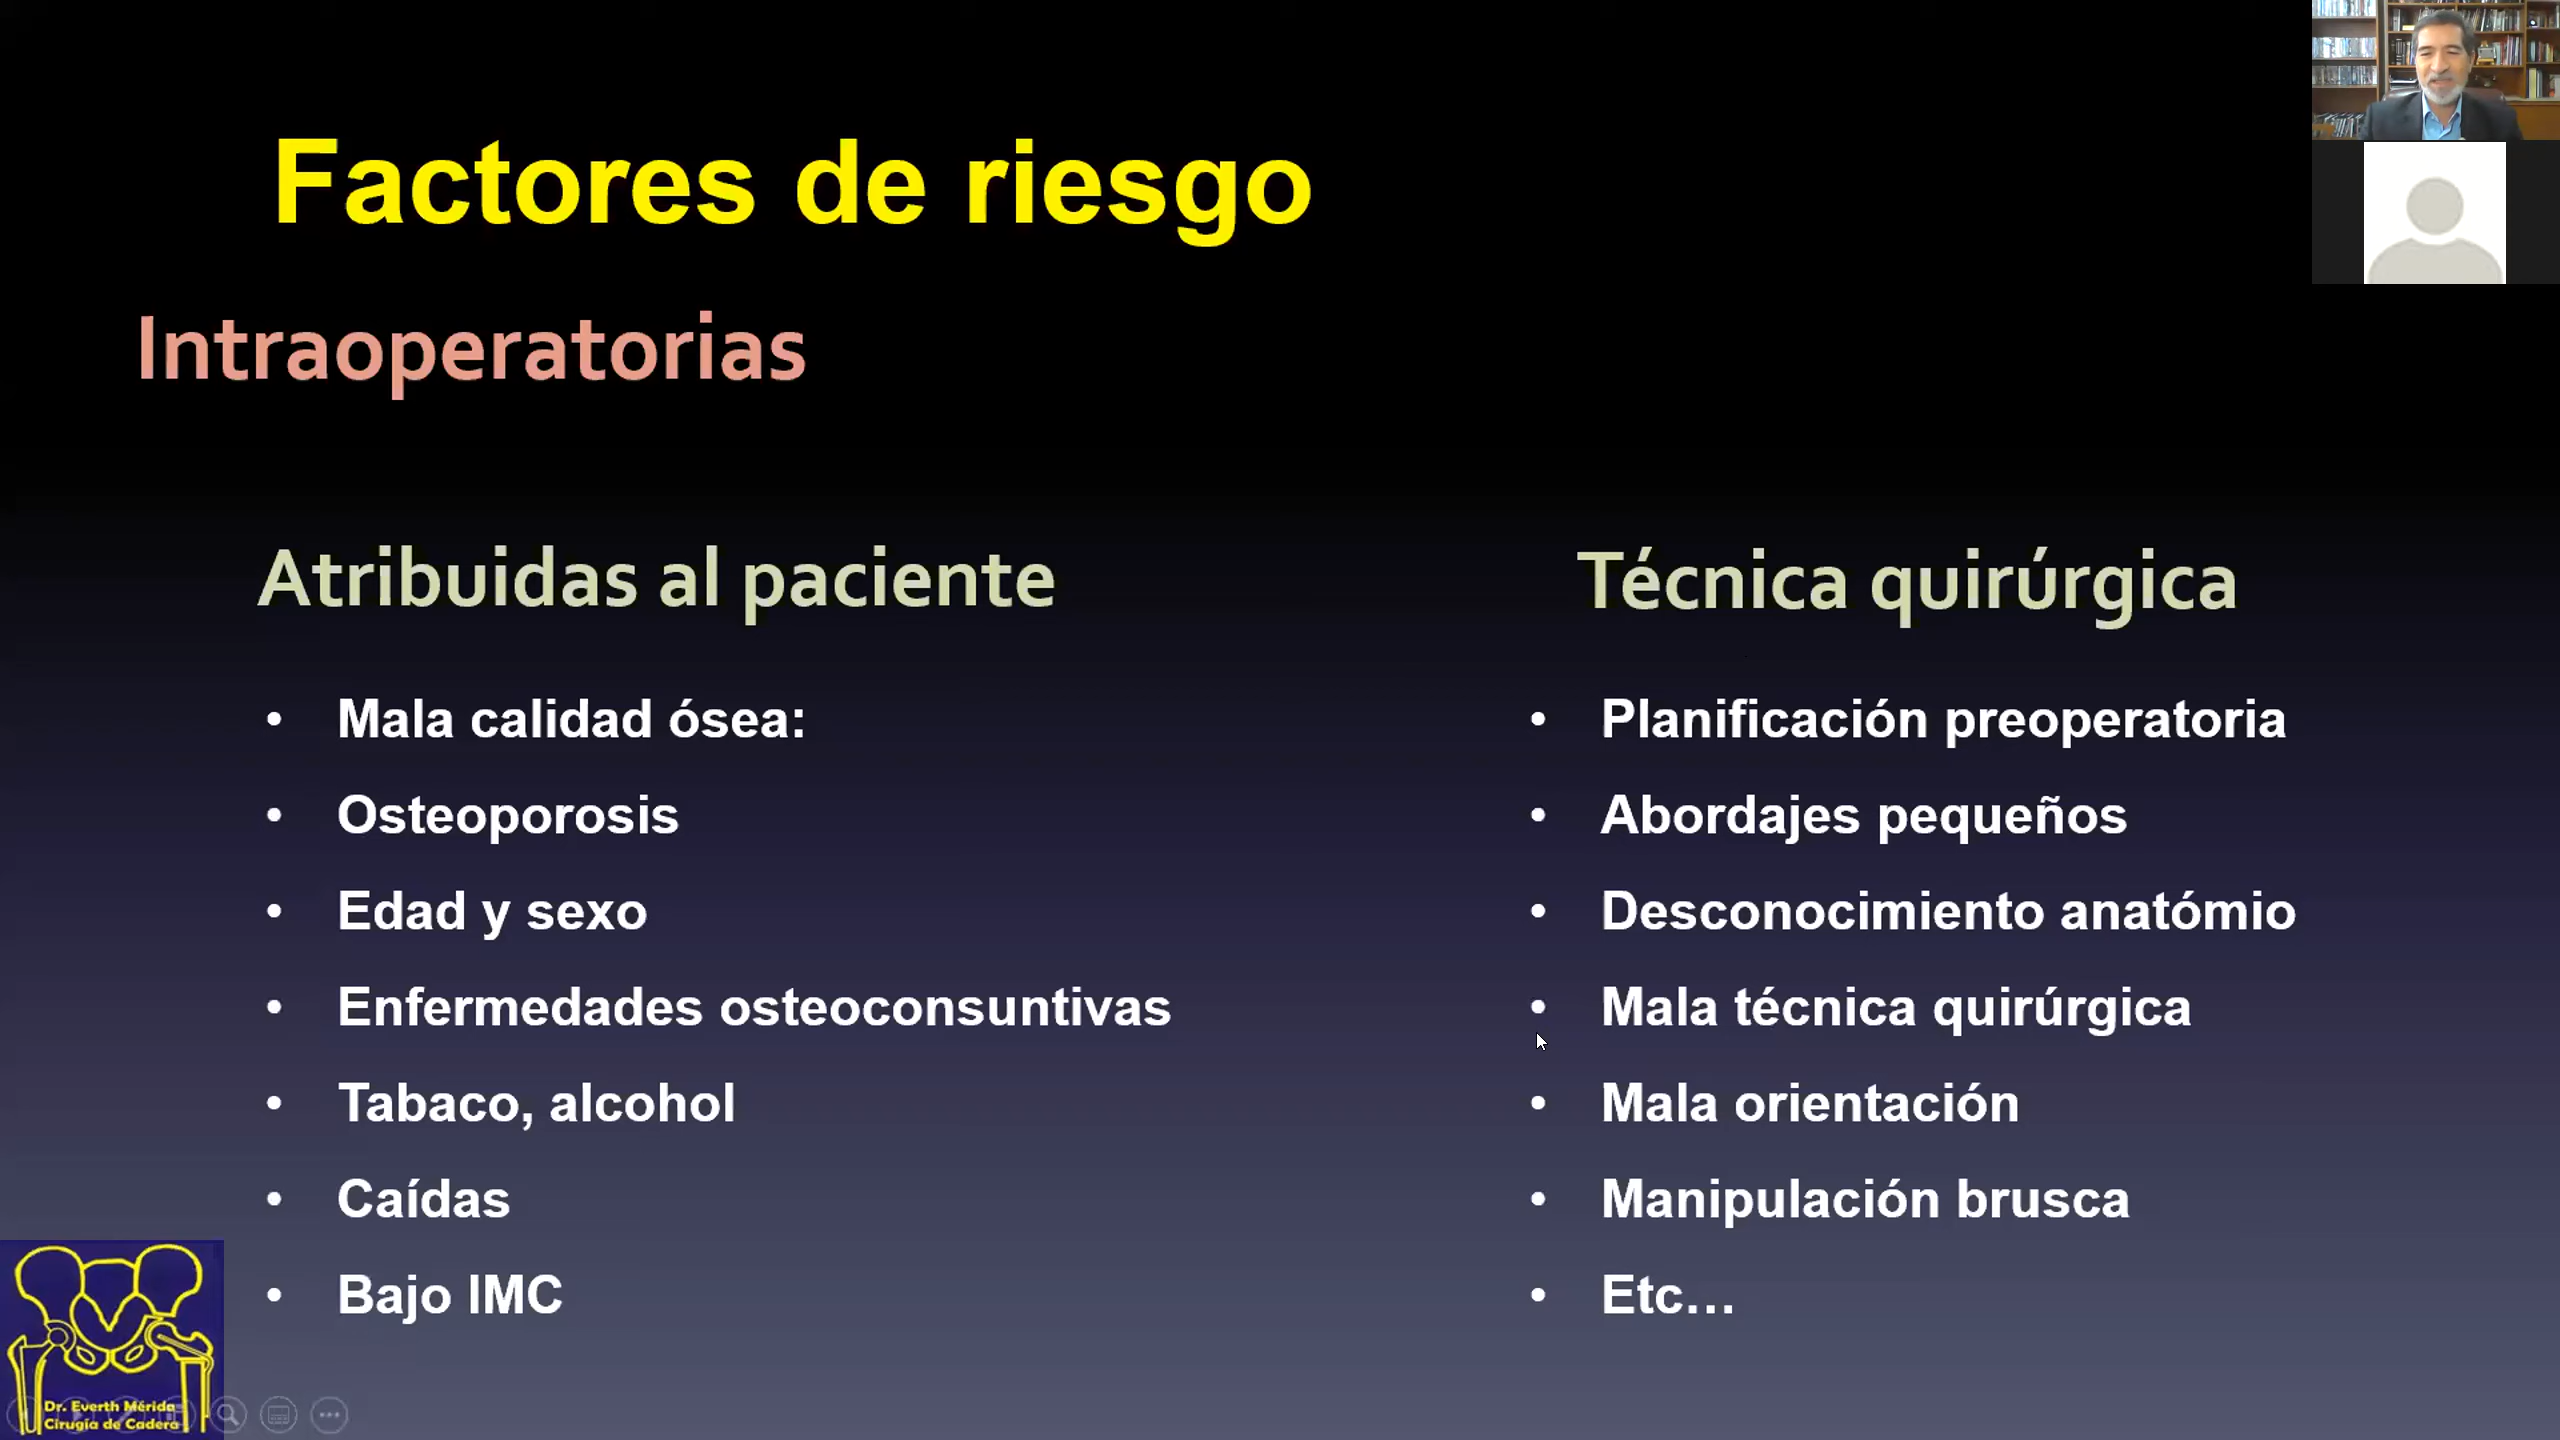 Factores de riesgo
Intraoperatorias
Atribuidas al paciente
• Mala calidad ósea:
• Osteoporosis
• Edad y sexo
• Enfermedades osteoconsuntivas
• Tabaco, alcohol
• Caídas
• Bajo IMC
Técnica quirúrgica
• Planificación preoperatoria
• Abordajes pequeños
• Desconocimiento anatómio
• Mala técnica quirúrgica
• Mala orientación
• Manipulación brusca
• Etc...
Dr. Everth Mérida
Cirugía de Cadera